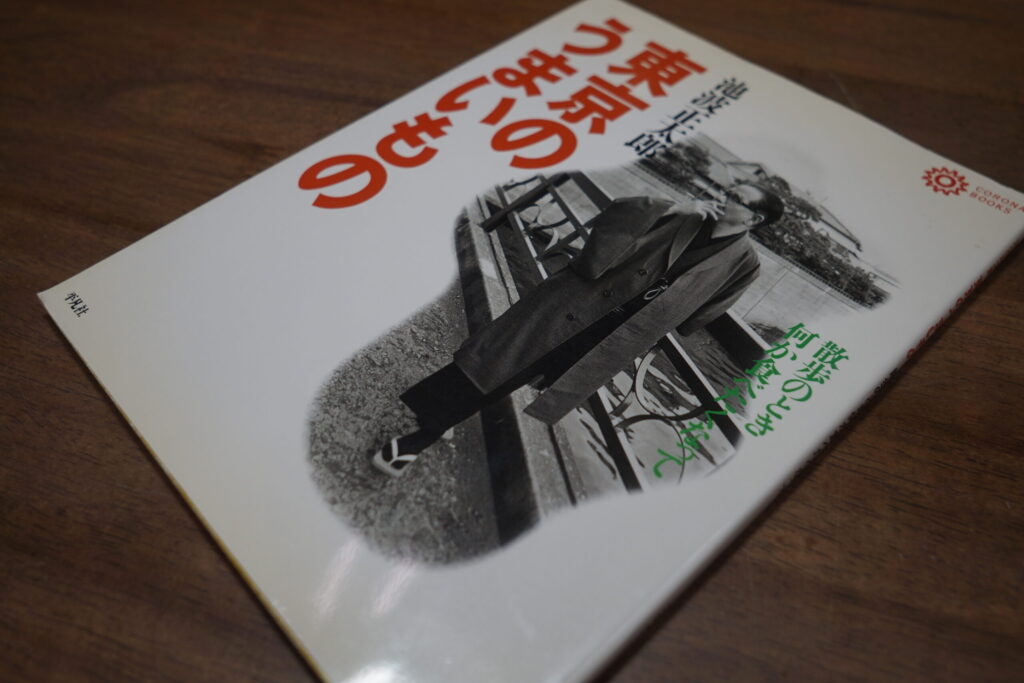 東京の
うまいもの
池波正太郎
散歩のとき
何か食べたくなって
CORONA
BOOKS
平凡社